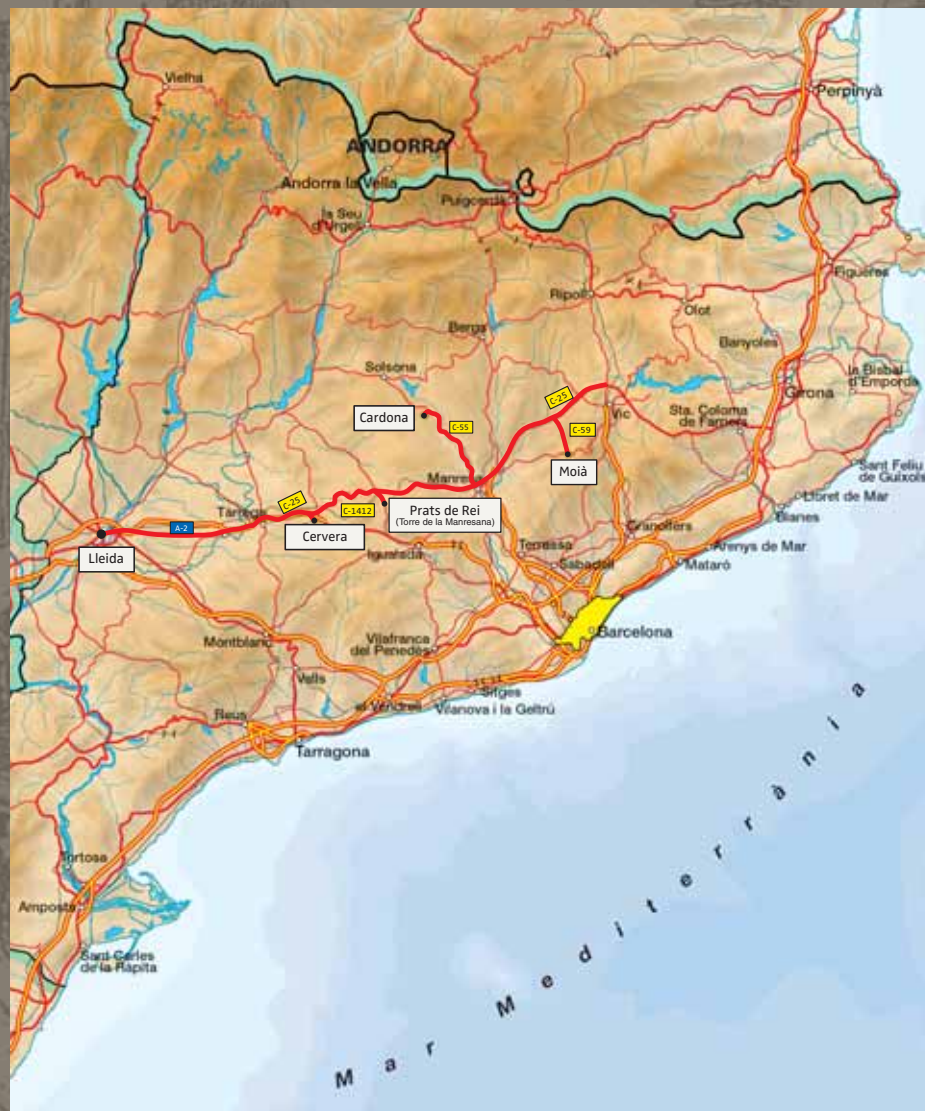 Vielha
Perpinyà
ANDORRA
Andorra la Vella
Puigcerdà
la Seu
d'Urgell
Figueres
Ripoll
Olot
Berga
Banyoles
Solsona
la Bisbal
d'Empordà
Girona
C-25
Cardona
C-55
Vic
Sta. Coloma
de Farners
C-59
Moià
Manresa
Sant Feliu
de Guíxols
C-25
Lloret de Mar
Prats de Rei
(Torre de la Manresana)
C-1412
Tàrrega
Blanes
A-2
Cervera
Granollers
Lleida
Igualada
Terrassa
Arenys de Mar
Sabadell
Mataró
Barcelona
Montblanc
Vilafranca
del Penedès
Valls
Sitges
el Vendrell
Vilanova i la Geltrú
Reus
Tarragona
Tortosa
Amposta
Sant Carles
de la Ràpita
Mar Mediterrània